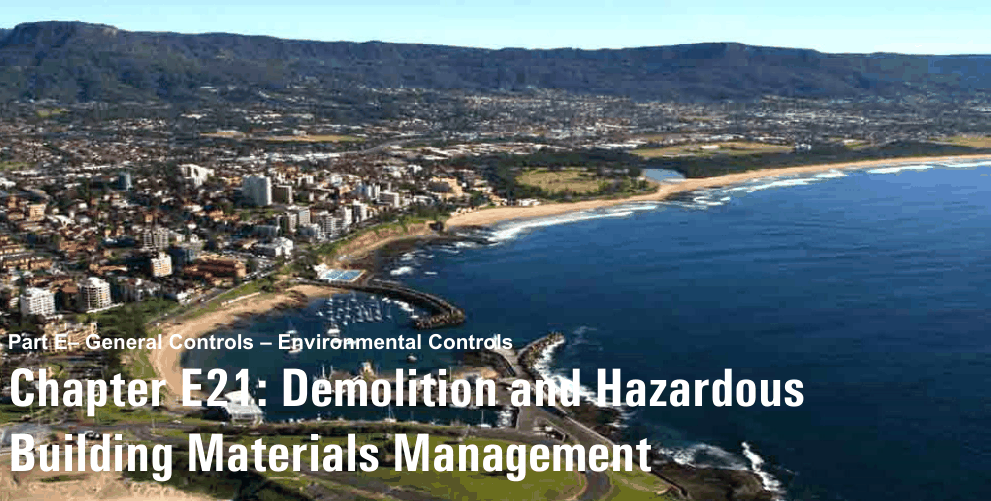 Part E– General Controls – Environmental Controls
Chapter E21: Demolition and Hazardous
Building Materials Management